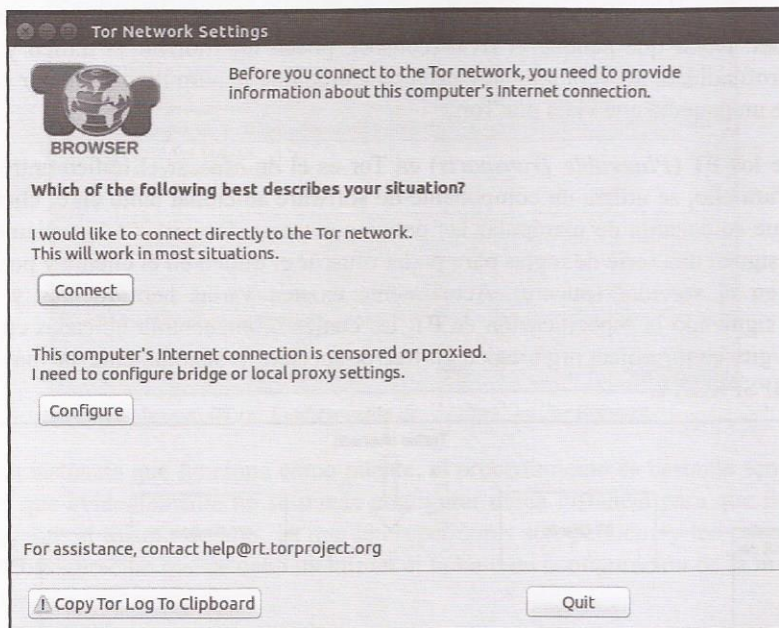 Tor Network Settings
Before you connect to the Tor network, you need to provide
information about this computer's Internet connection.
Tor
BROWSER
Which of the following best describes your situation?
I would like to connect directly to the Tor network.
This will work in most situations.
Connect
This computer's Internet connection is censored or proxied.
I need to configure bridge or local proxy settings.
Configure
For assistance, contact help@rt.torproject.org
Copy Tor Log To Clipboard
Quit